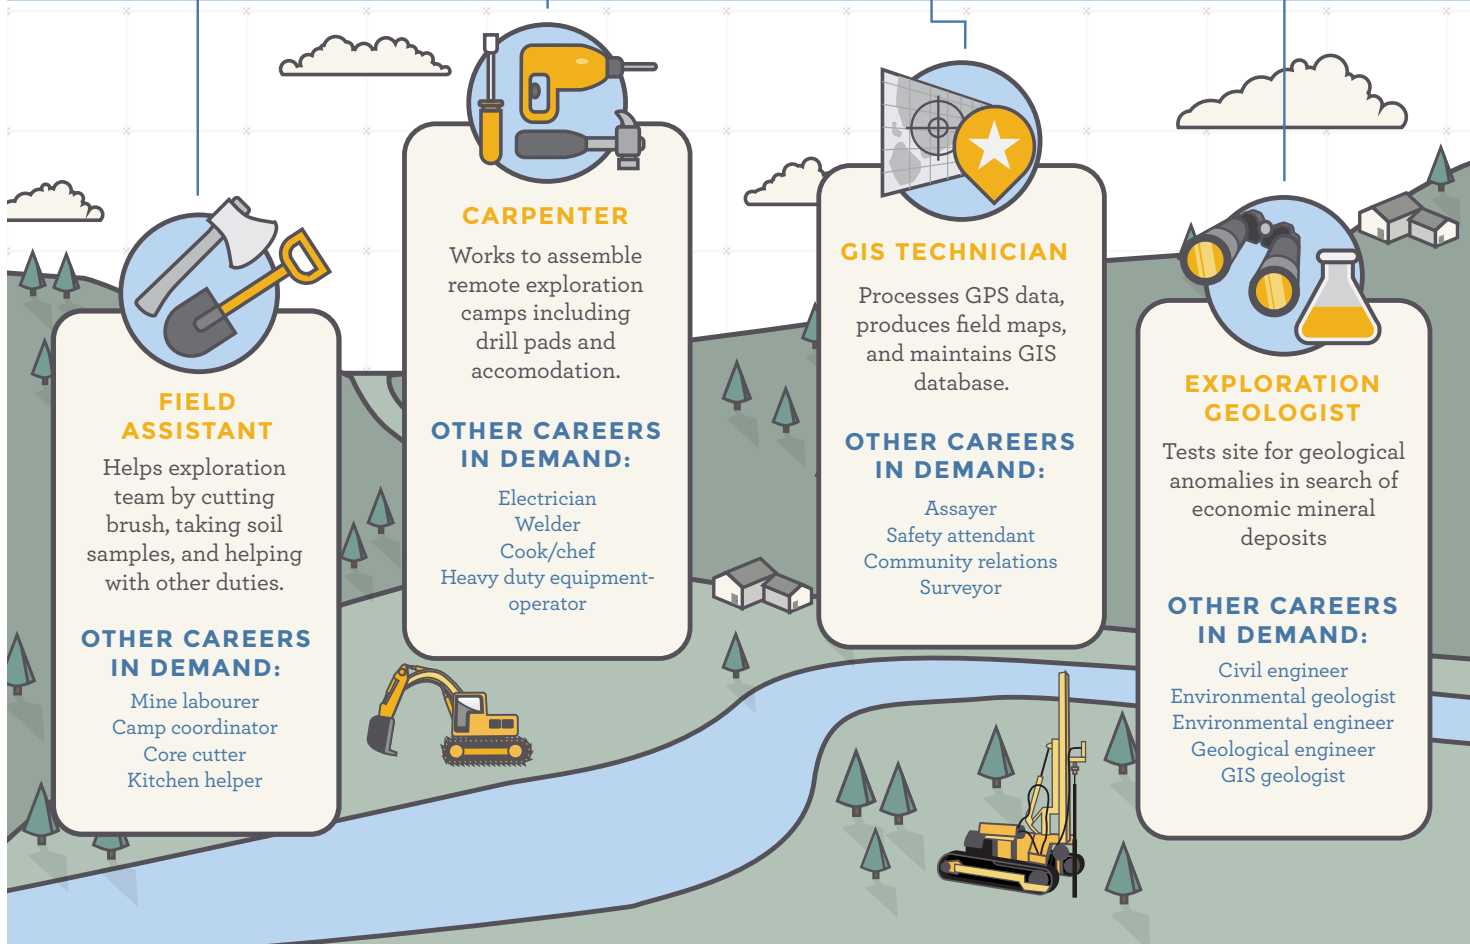 FIELD
ASSISTANT
Helps exploration
team by cutting
brush, taking soil
samples, and helping
with other duties.
OTHER CAREERS
IN DEMAND:
Mine labourer
Camp coordinator
Core cutter
Kitchen helper
CARPENTER
Works to assemble
remote exploration
camps including
drill pads and
accomodation.
OTHER CAREERS
IN DEMAND:
Electrician
Welder
Cook/chef
Heavy duty equipment-
operator
GIS TECHNICIAN
Processes GPS data,
produces field maps,
and maintains GIS
database.
OTHER CAREERS
IN DEMAND:
Assayer
Safety attendant
Community relations
Surveyor
EXPLORATION
GEOLOGIST
Tests site for geological
anomalies in search of
economic mineral
deposits
OTHER CAREERS
IN DEMAND:
Civil engineer
Environmental geologist
Environmental engineer
Geological engineer
GIS geologist